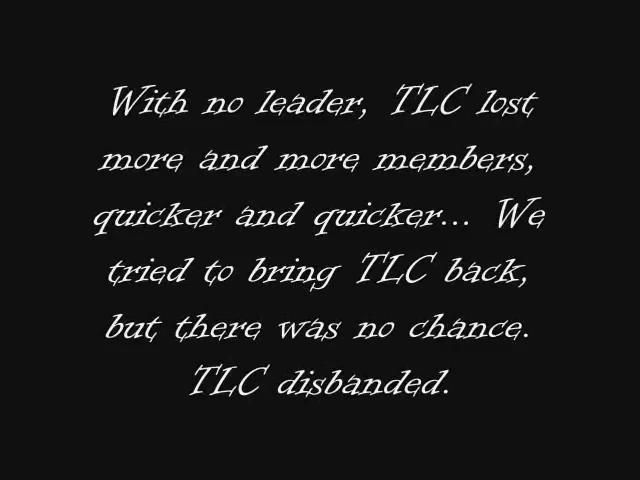 With no leader, TLC lost
more and more members,
quicker and quicker... We
tried to bring TLC back,
but there was no chance.
TLC disbanded.